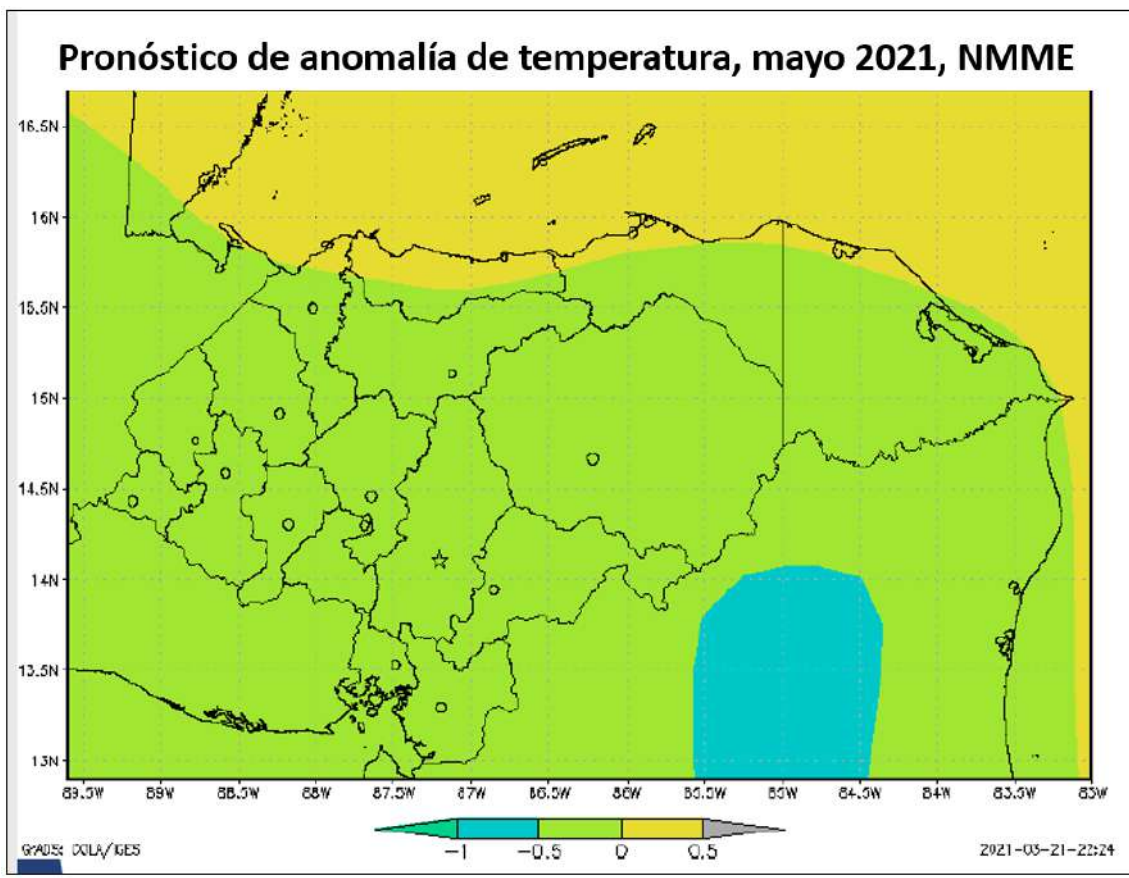 Pronóstico de anomalía de temperatura, mayo 2021, NMME
16.5N
16N
15.5N
15N
14.5N
14N
13.5N
13N
89.5W 89W 88.5W 88W 87.5W 87W 86.5W 86W 85.5W 85W 84.5W 84W 83.5W 83W
-1 -0.5 0 0.5
GrADS: COLA/IGES 2021-03-21-22:24